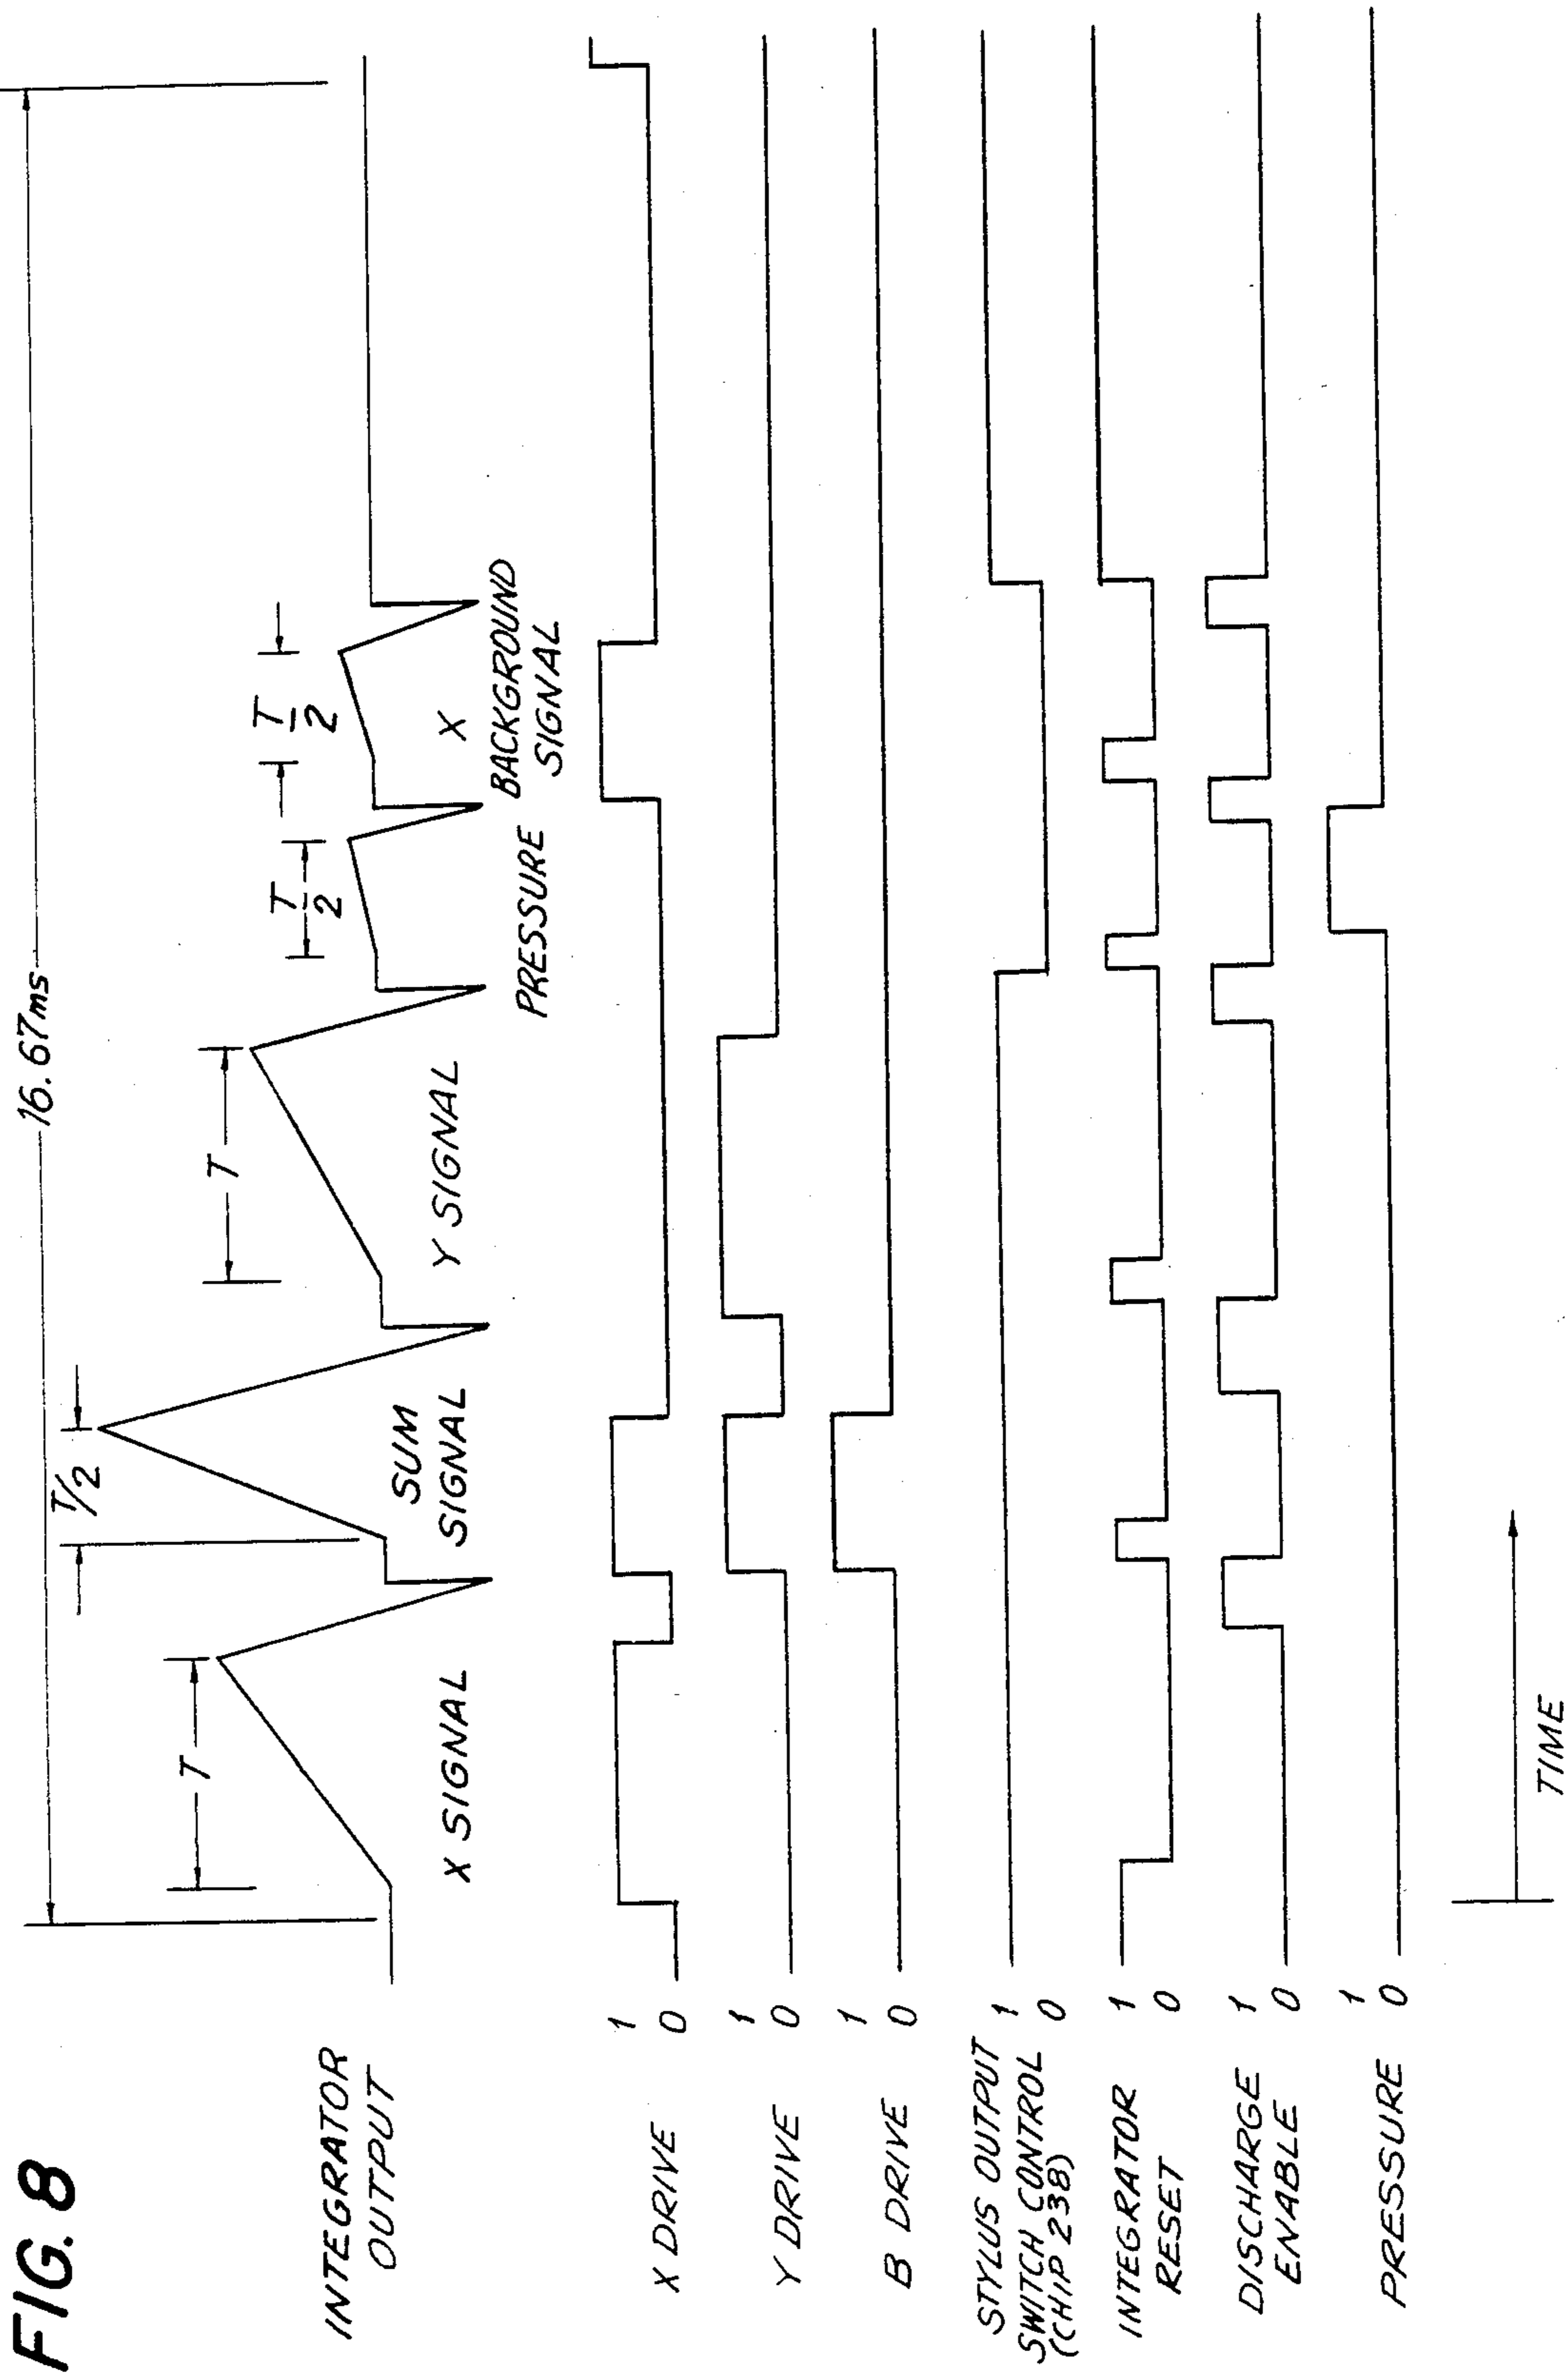 FIG. 8
16.67ms
T
T/2
T
T
2
T
2
INTEGRATOR
OUTPUT
X SIGNAL
SUM
SIGNAL
Y SIGNAL
PRESSURE
X
BACKGROUND
SIGNAL
X DRIVE
1
0
Y DRIVE
1
0
B DRIVE
1
0
STYLUS OUTPUT
SWITCH CONTROL
(CHIP 238)
1
0
INTEGRATOR
RESET
1
0
DISCHARGE
ENABLE
1
0
PRESSURE
1
0
TIME